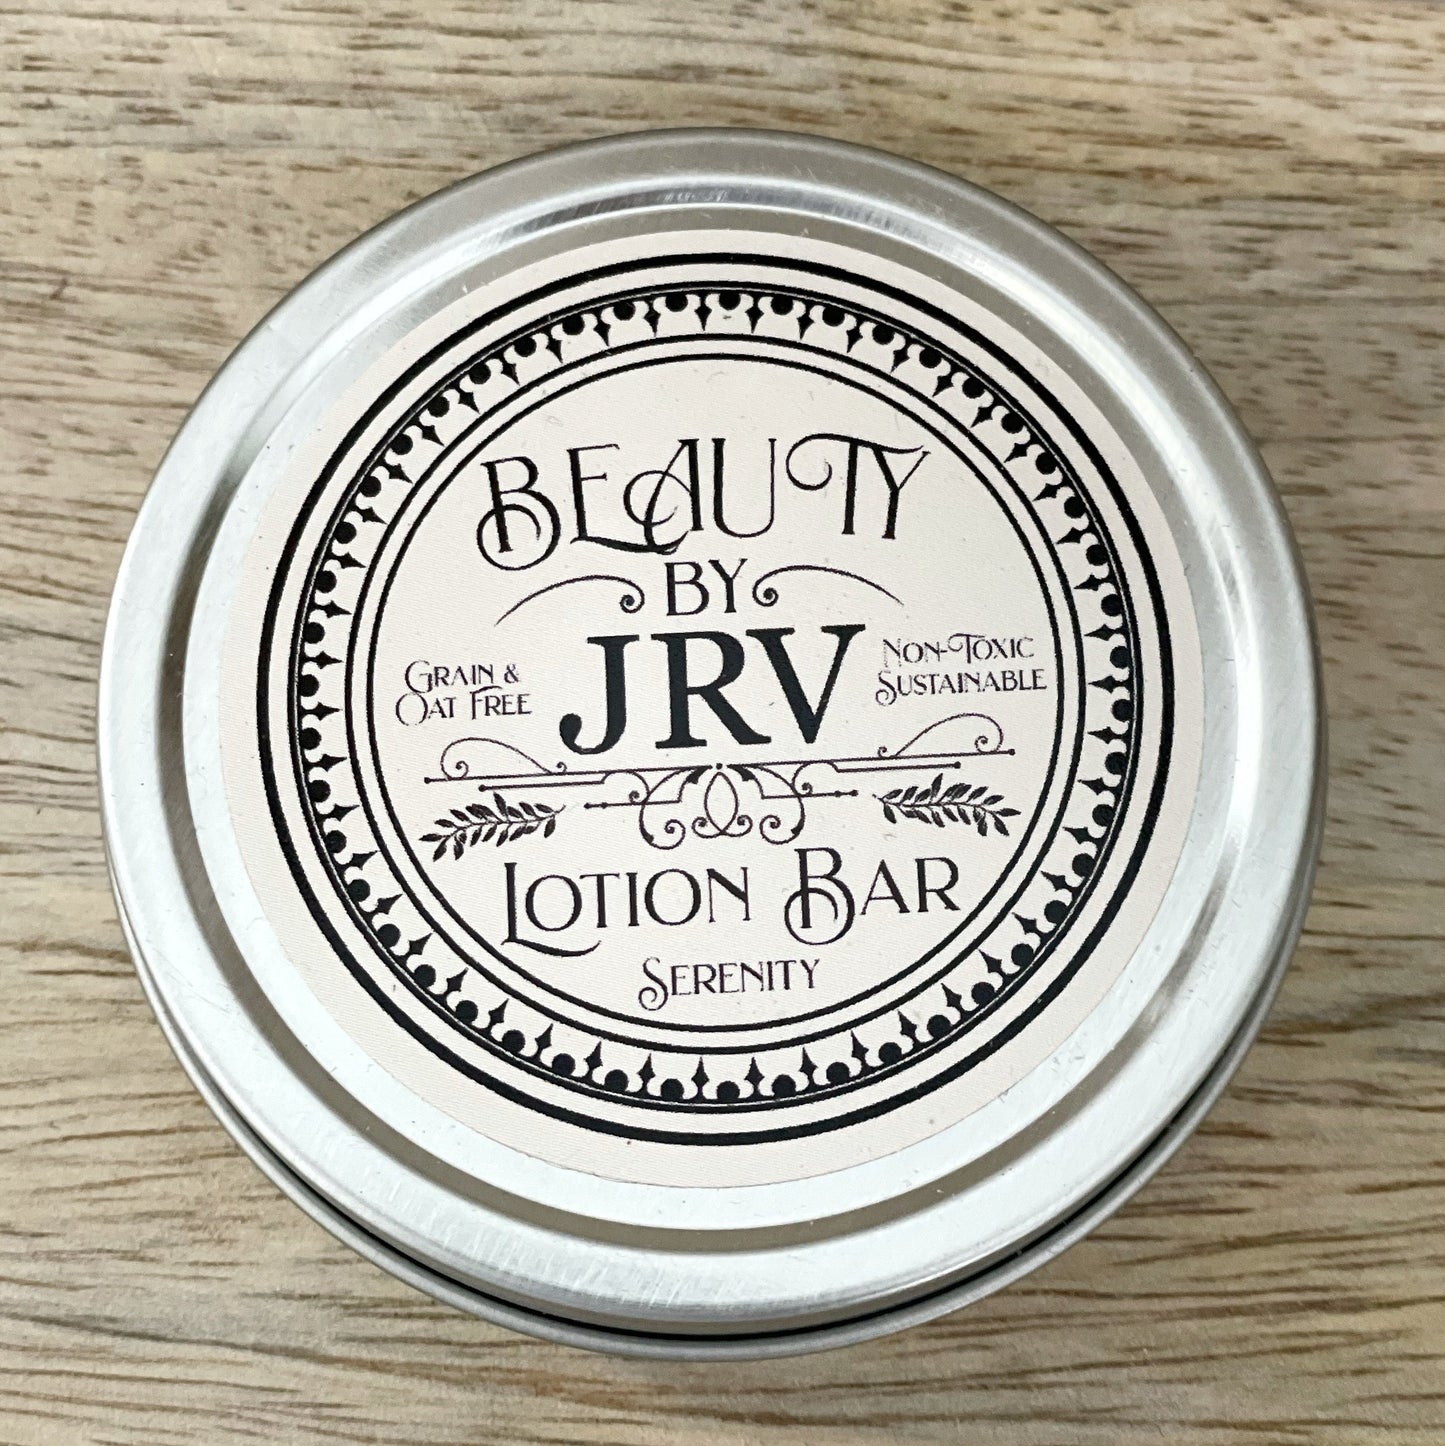 BEAUTY
BY
JRV
GRAIN &
OAT FREE
NON-TOXIC
SUSTAINABLE
LOTION BAR
SERENITY